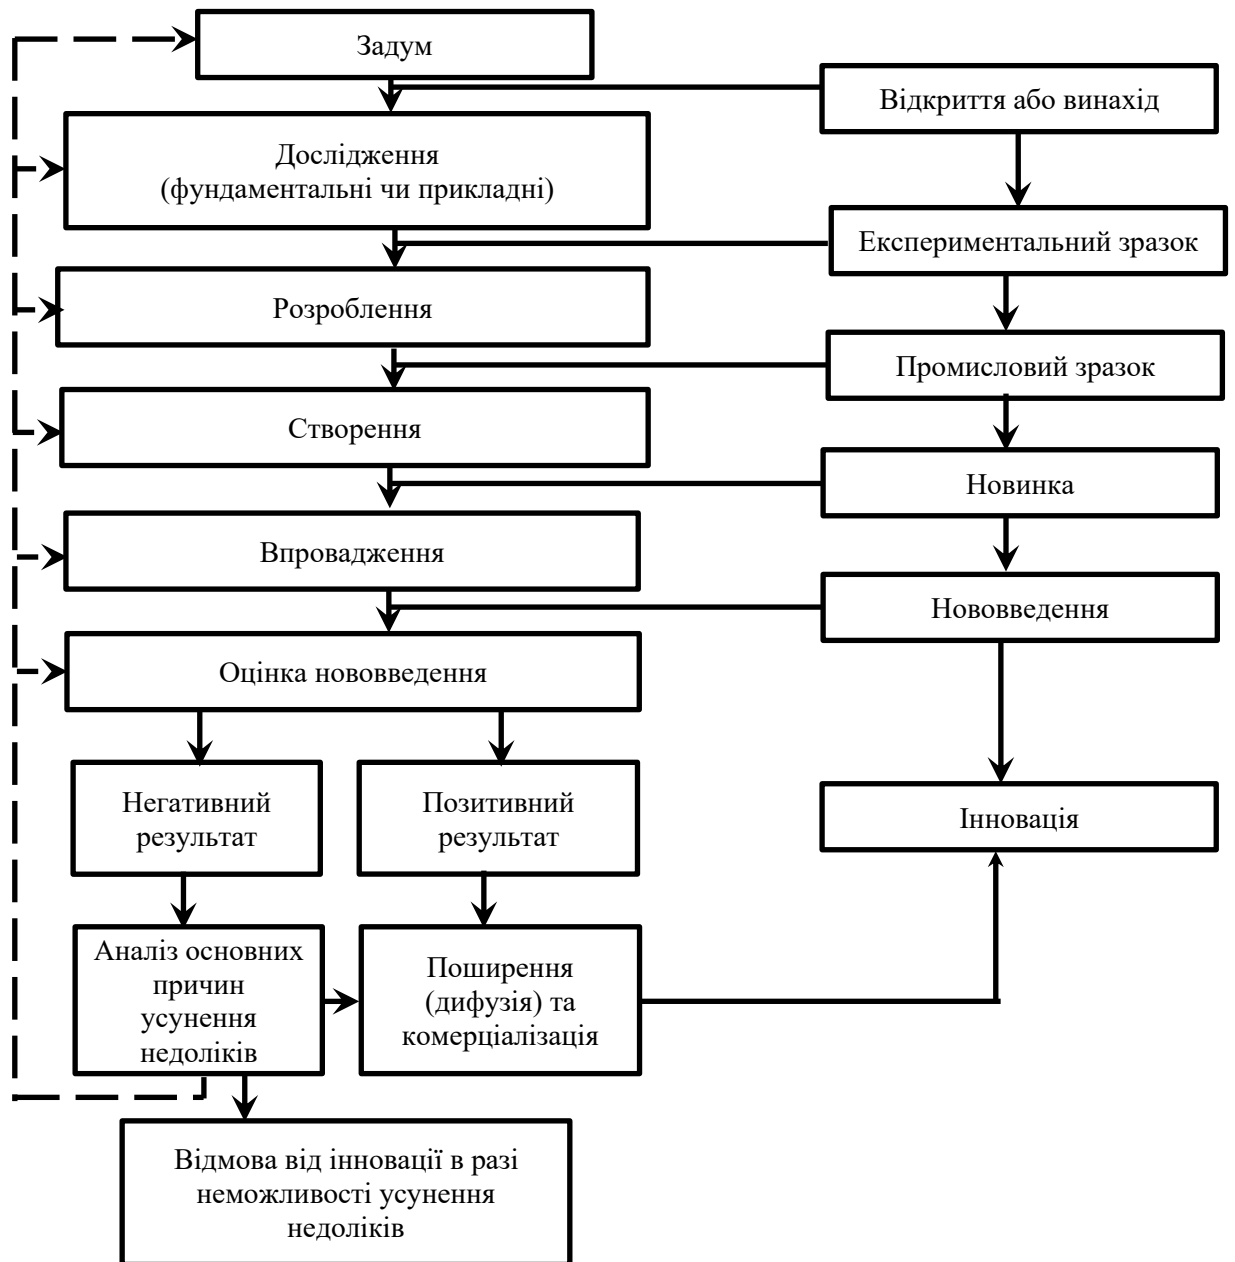 Задум
Відкриття або винахід
Дослідження
(фундаментальні чи прикладні)
Експериментальний зразок
Розроблення
Промисловий зразок
Створення
Новинка
Впровадження
Нововведення
Оцінка нововведення
Негативний
результат
Позитивний
результат
Інновація
Аналіз основних
причин
усунення
недоліків
Поширення
(дифузія) та
комерціалізація
Відмова від інновації в разі
неможливості усунення
недоліків